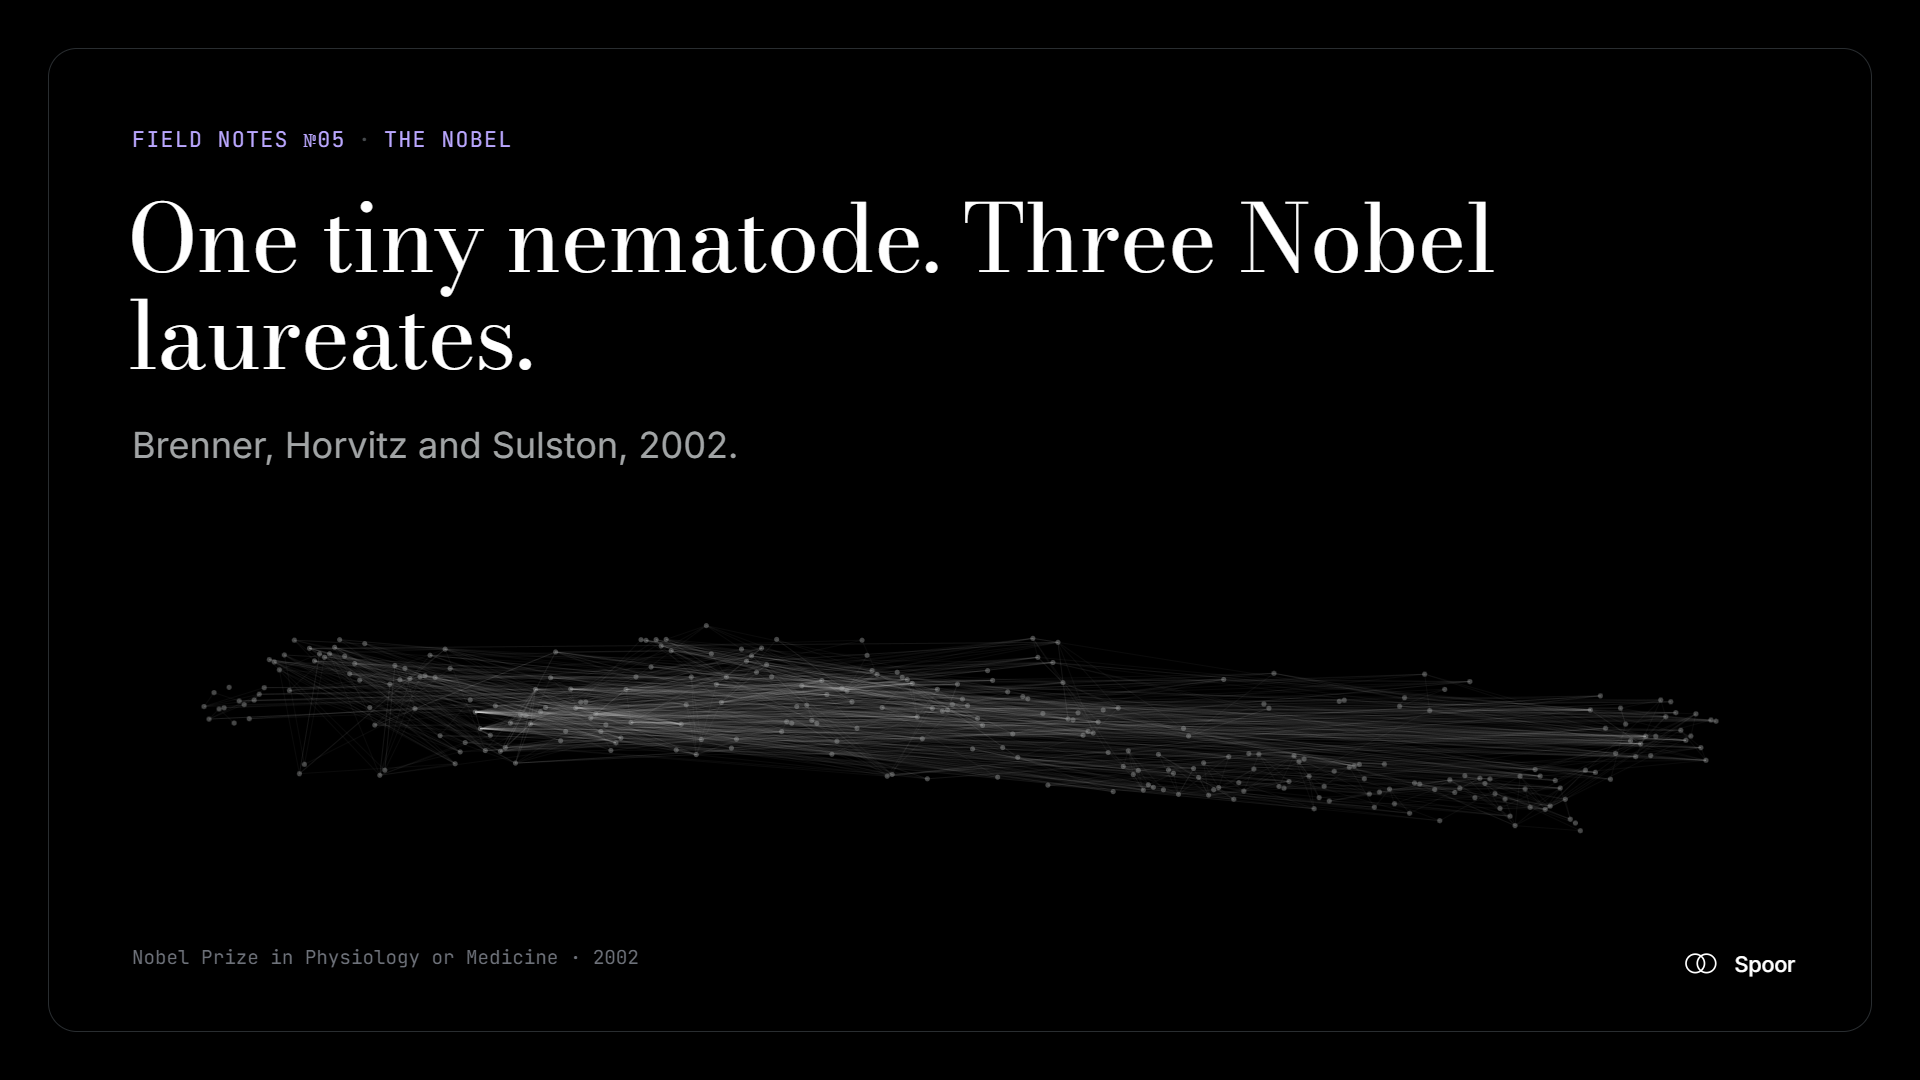 FIELD NOTES №05 · THE NOBEL
One tiny nematode. Three Nobel
laureates.
Brenner, Horvitz and Sulston, 2002.
Nobel Prize in Physiology or Medicine · 2002
Spoor